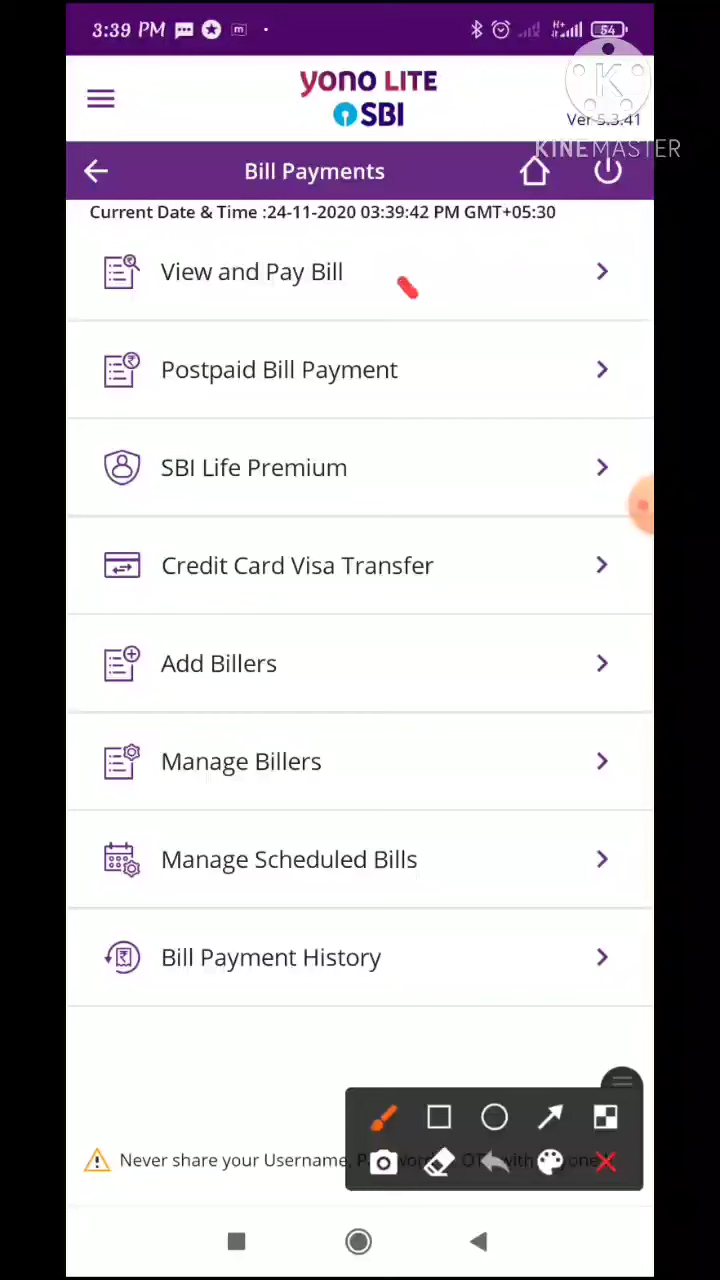 3:39 PM
54
yono LITE
SBI
Ver 5.3.41
KINEMASTER
Bill Payments
Current Date & Time :24-11-2020 03:39:42 PM GMT+05:30
View and Pay Bill
Postpaid Bill Payment
SBI Life Premium
Credit Card Visa Transfer
Add Billers
Manage Billers
Manage Scheduled Bills
Bill Payment History
Never share your Username, with